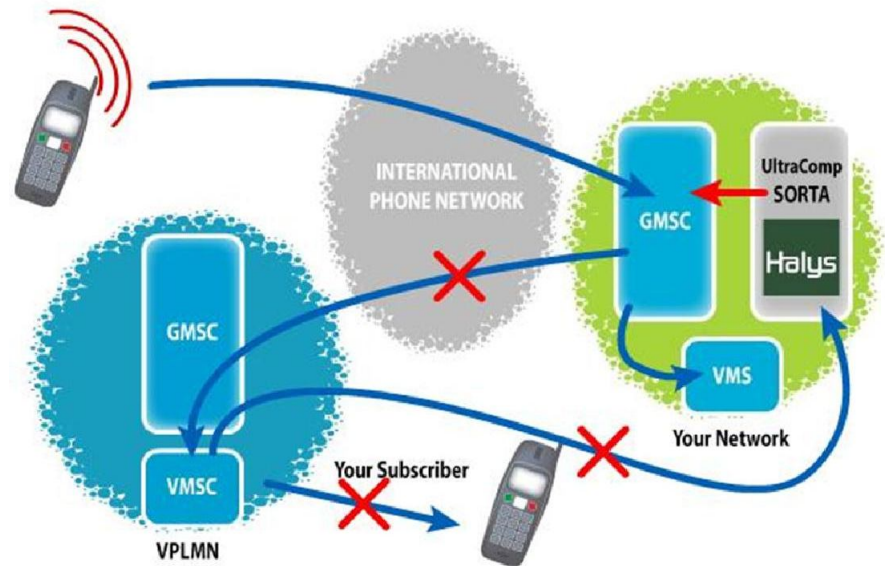 INTERNATIONAL
PHONE NETWORK
GMSC
UltraComp
SORTA
Halys
VMS
Your Network
GMSC
VMSC
VPLMN
Your Subscriber